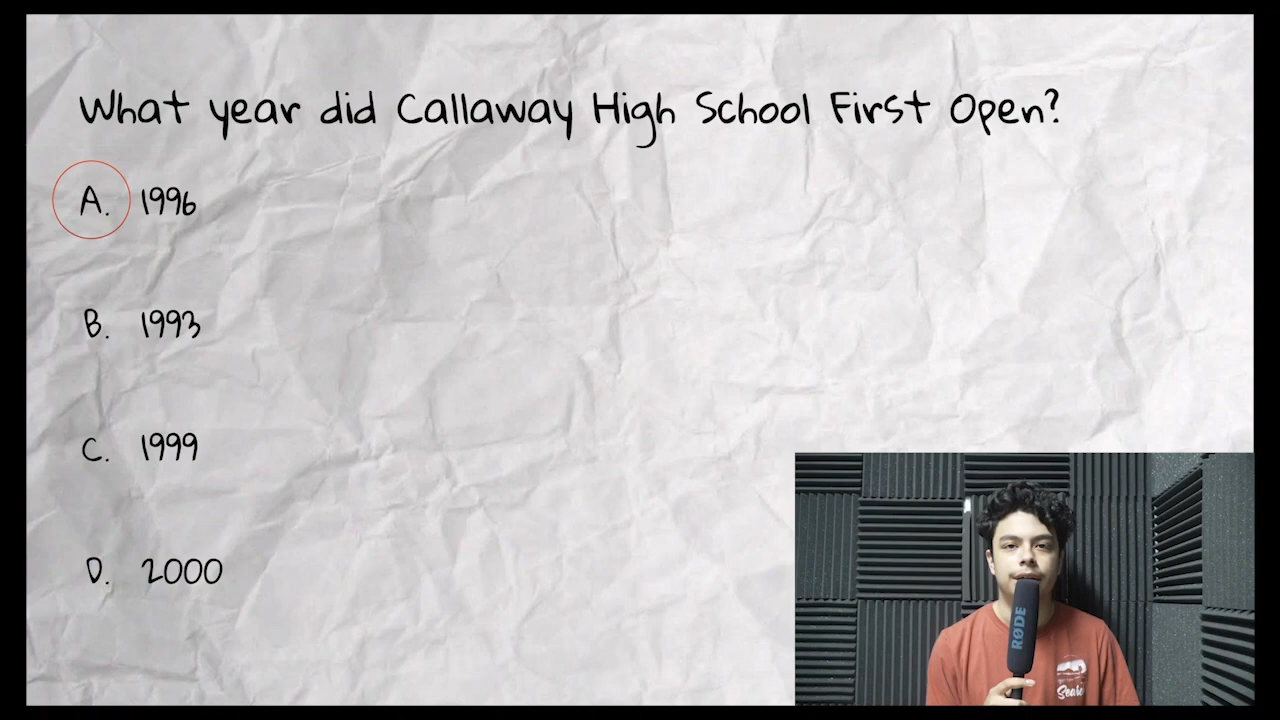 What year did Callaway High School First Open?
A. 1996
B. 1993
C. 1999
D. 2000
RØDE